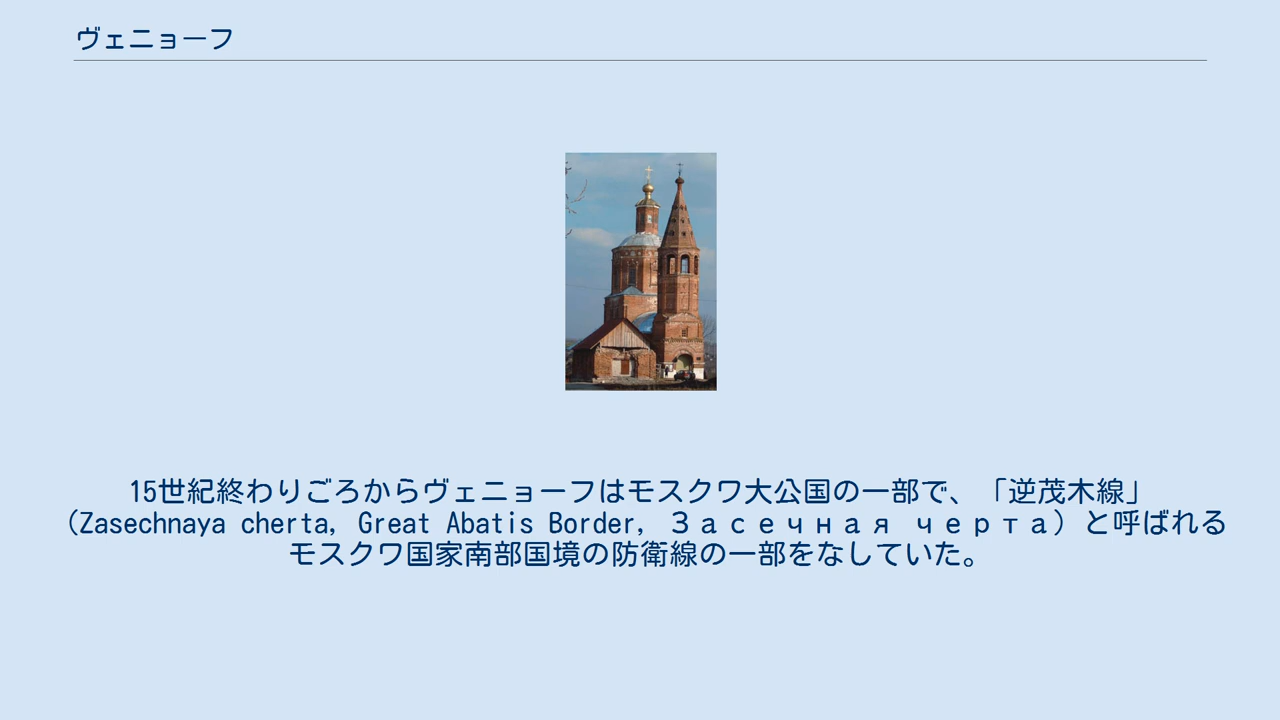 ヴェニョーフ
15世紀終わりごろからヴェニョーフはモスクワ大公国の一部で、「逆茂木線」
（Zasechnaya cherta, Great Abatis Border, Засечная черта）と呼ばれる
モスクワ国家南部国境の防衛線の一部をなしていた。